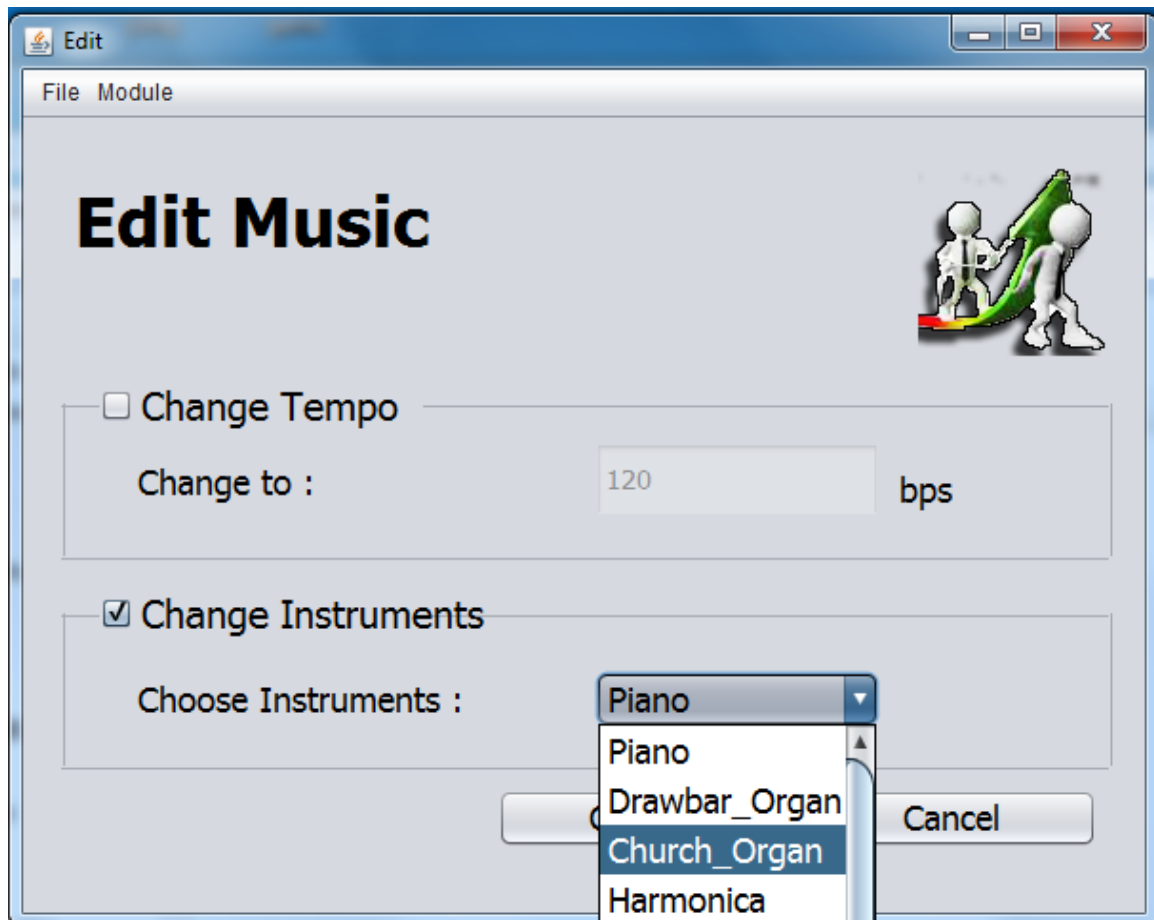 Edit
File Module
Edit Music
Change Tempo
Change to :
120
bps
Change Instruments
Choose Instruments :
Piano
Piano
Drawbar_Organ
Church_Organ
Harmonica
Cancel